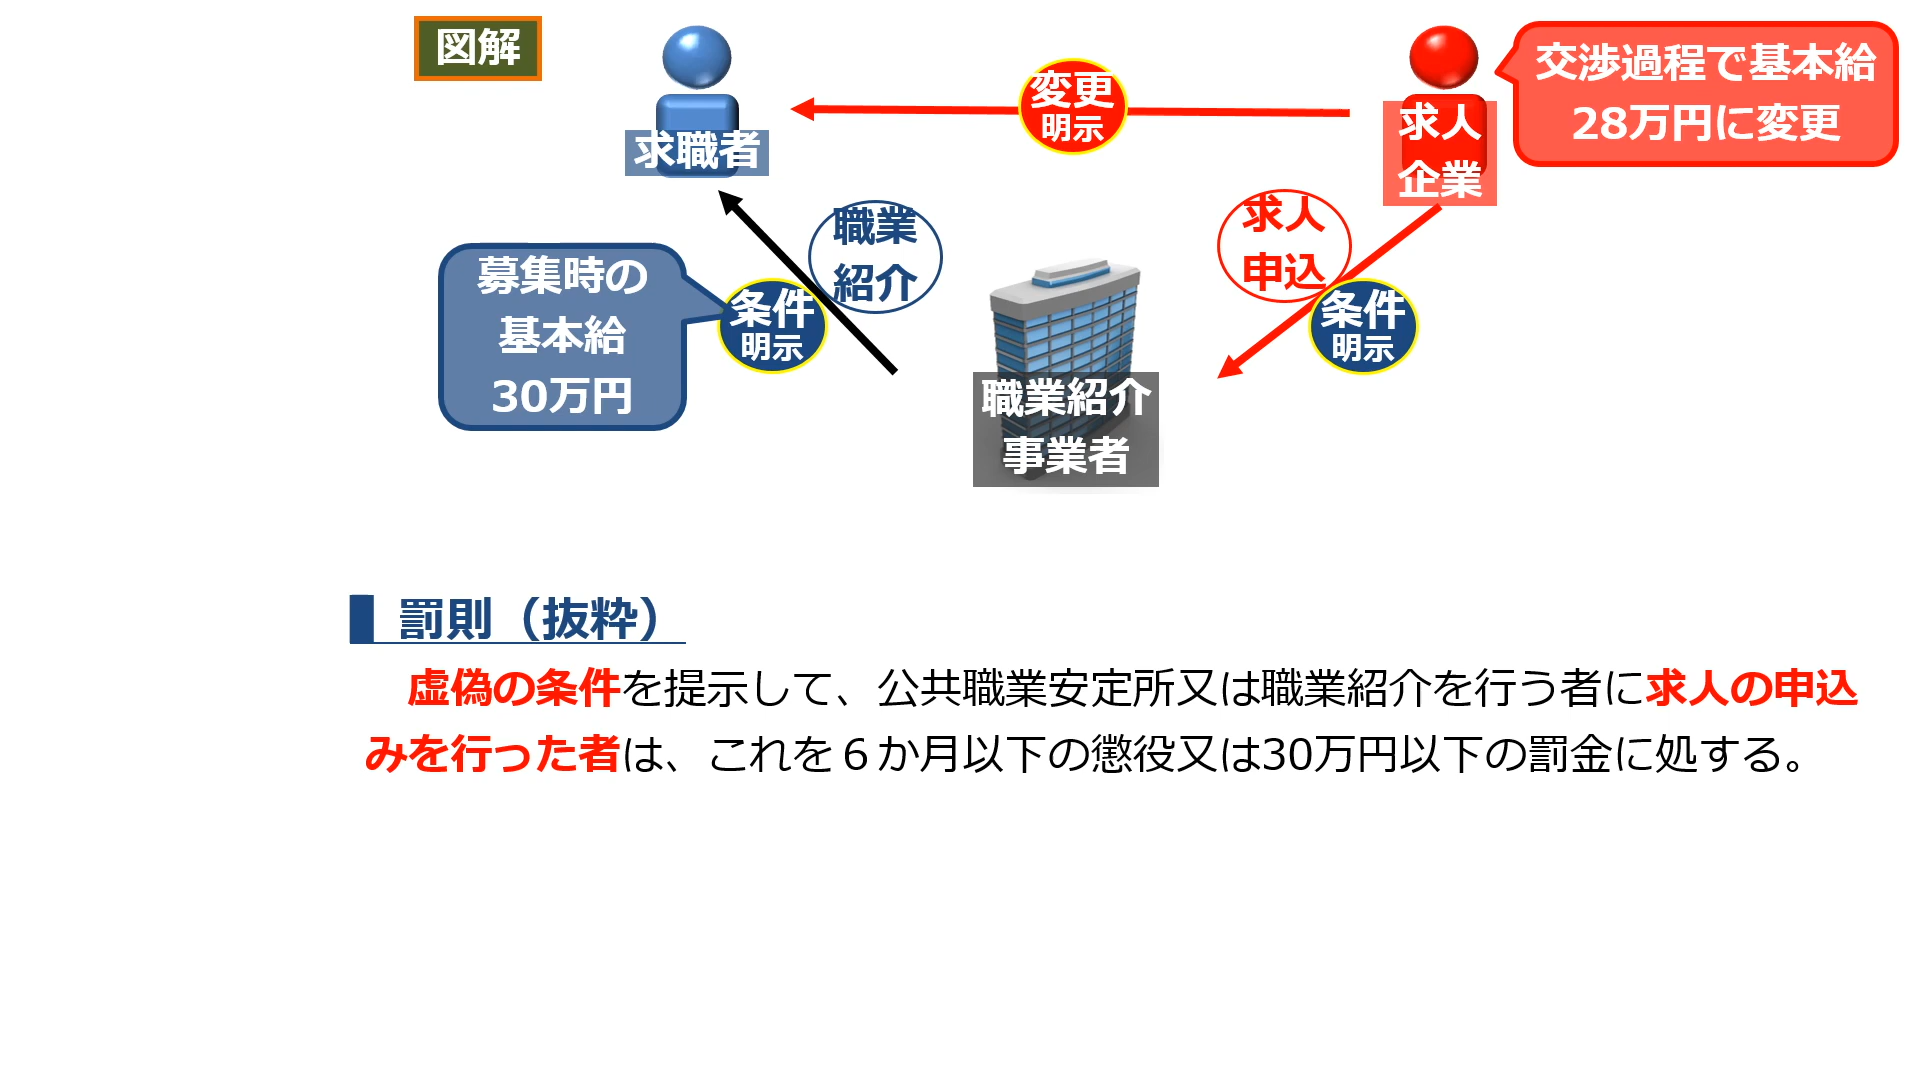 図解
変更
明示
交渉過程で基本給
28万円に変更
求職者
求人
企業
職業
紹介
求人
申込
募集時の
基本給
30万円
条件
明示
条件
明示
職業紹介
事業者
罰則（抜粋）
虚偽の条件を提示して、公共職業安定所又は職業紹介を行う者に求人の申込
みを行った者は、これを６か月以下の懲役又は30万円以下の罰金に処する。